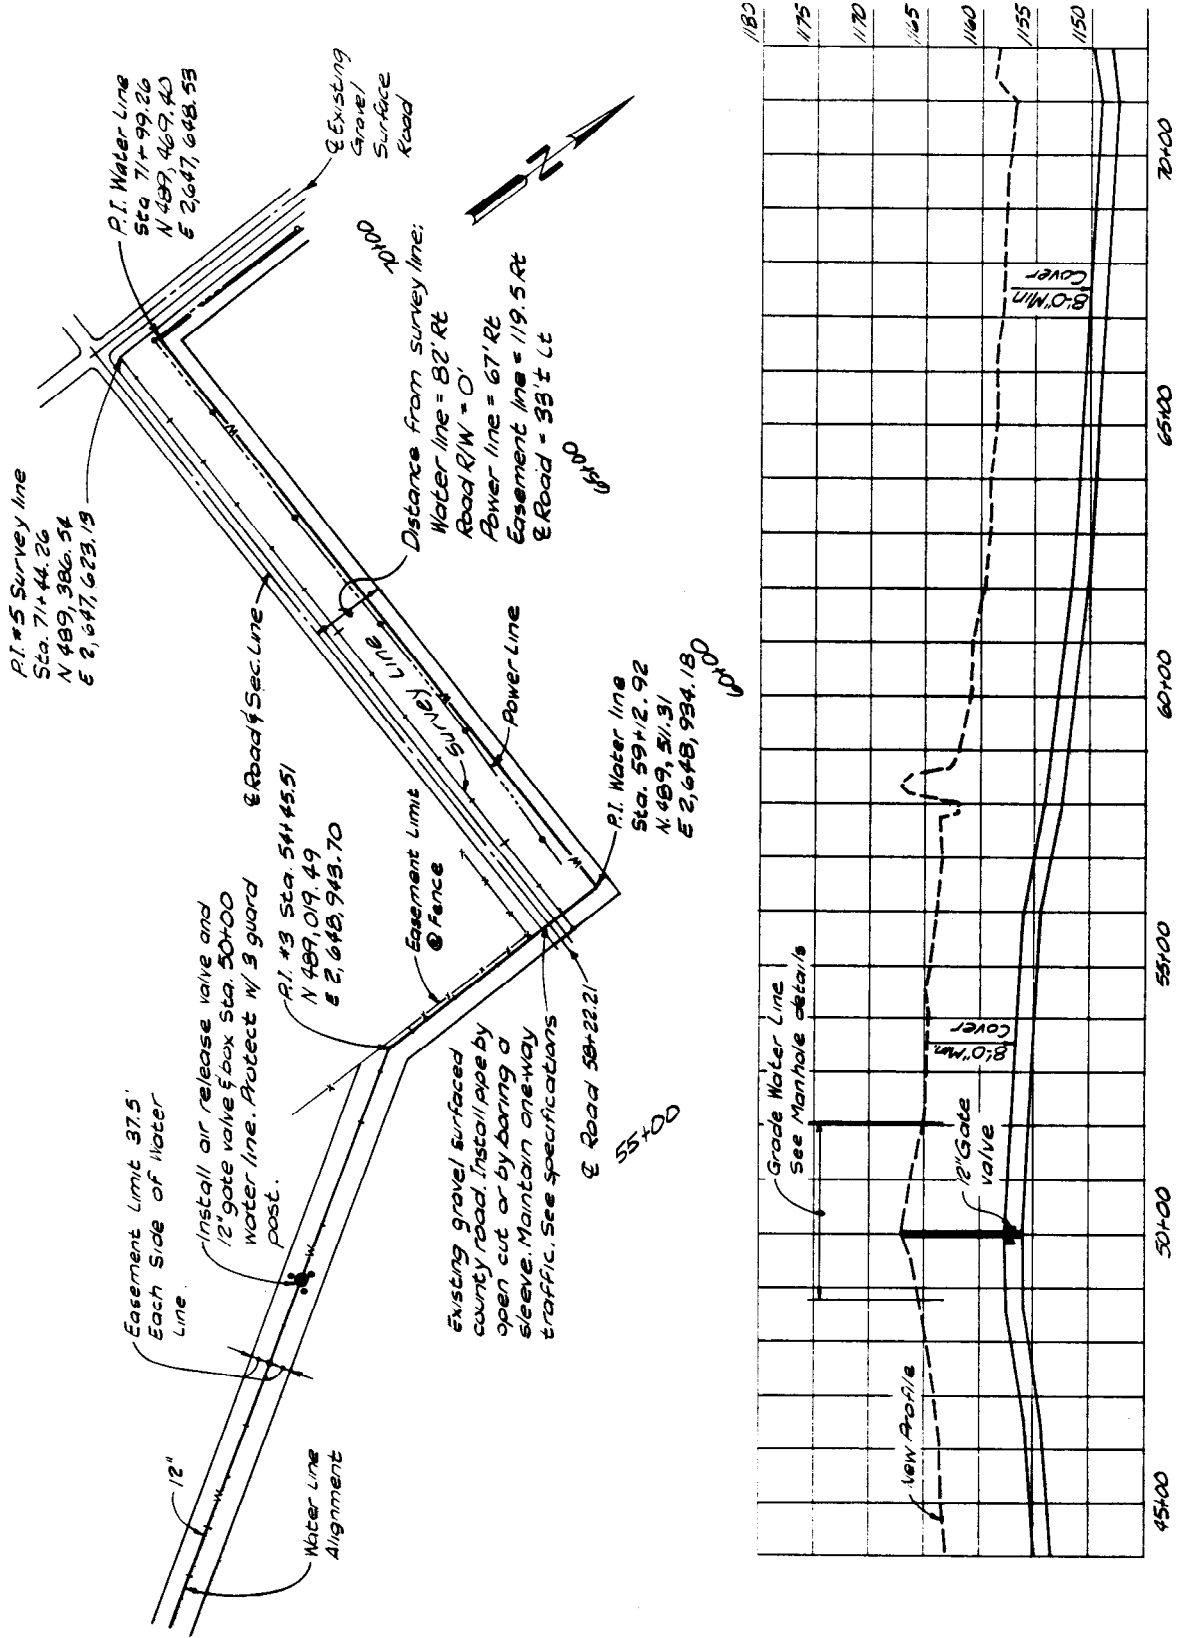 12"
Water Line
Alignment
Easement Limit 37.5'
Each Side of Water
Line.
Install air release valve and
12" gate valve & box Sta. 50+00
water line. Protect w/ 3 guard
post.
P.I. #3 Sta. 54+45.51
N 489,019.49
E 2,648,943.70
℄ Road & Sec. Line
P.I. #5 Survey line
Sta. 71+44.26
N 489,386.54
E 2,647,623.19
P.I. Water Line
Sta 71+99.26
N 489,469.40
E 2,647,648.53
℄ Existing
Gravel
Surface
Road
Existing gravel surfaced
county road. Install pipe by
open cut or by boring a
sleeve. Maintain one-way
traffic. See specifications
Easement Limit
@ Fence
Survey Line
W
W
W
W
W
Power Line
Distance from survey line:
Water line = 82' Rt
Road R/W = 0'
Power line = 67' Rt
Easement line = 119.5 Rt
℄ Road = 33'± Lt
N
℄ Road 58+22.21
P.I. Water line
Sta. 59+12.92
N. 489,511.31
E 2,648,934.18
55+00
60+00
65+00
70+00
1180
1175
1170
1165
1160
1155
1150
New Profile
Grade Water Line
See Manhole details
12" Gate
valve
8'-0" Min.
Cover
8'-0" Min
Cover
45+00
50+00
55+00
60+00
65+00
70+00